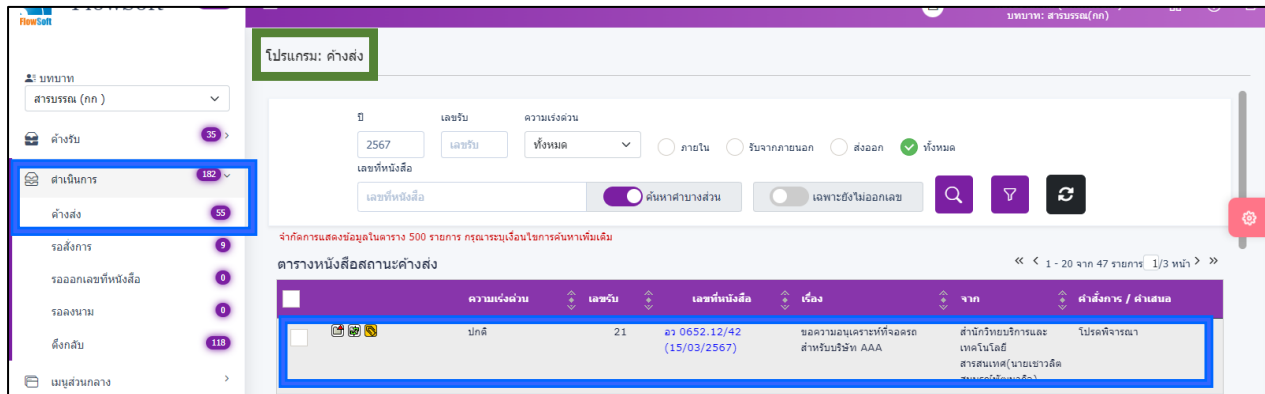 FlowSoft
บทบาท: สารบรรณ(กก)
โปรแกรม: ค้างส่ง
บทบาท
สารบรรณ (กก )
ค้างรับ 35
ดำเนินการ 182
ค้างส่ง 55
รอสั่งการ 9
รอออกเลขที่หนังสือ 0
รอลงนาม 0
ดึงกลับ 118
เมนูส่วนกลาง
ปี เลขรับ ความเร่งด่วน
2567 เลขรับ ทั้งหมด ภายใน รับจากภายนอก ส่งออก ทั้งหมด
เลขที่หนังสือ
เลขที่หนังสือ ค้นหาคำบางส่วน เฉพาะยังไม่ออกเลข
จำกัดการแสดงข้อมูลในตาราง 500 รายการ กรุณาระบุเงื่อนไขการค้นหาเพิ่มเติม
ตารางหนังสือสถานะค้างส่ง 1 - 20 จาก 47 รายการ 1/3 หน้า
ความเร่งด่วน เลขรับ เลขที่หนังสือ เรื่อง จาก คำสั่งการ / คำเสนอ
ปกติ 21 อว 0652.12/42 ขอความอนุเคราะห์ที่จอดรถ สำนักวิทยบริการและ โปรดพิจารณา
(15/03/2567) สำหรับบริษัท AAA เทคโนโลยี
สารสนเทศ(นายเชาวลิต